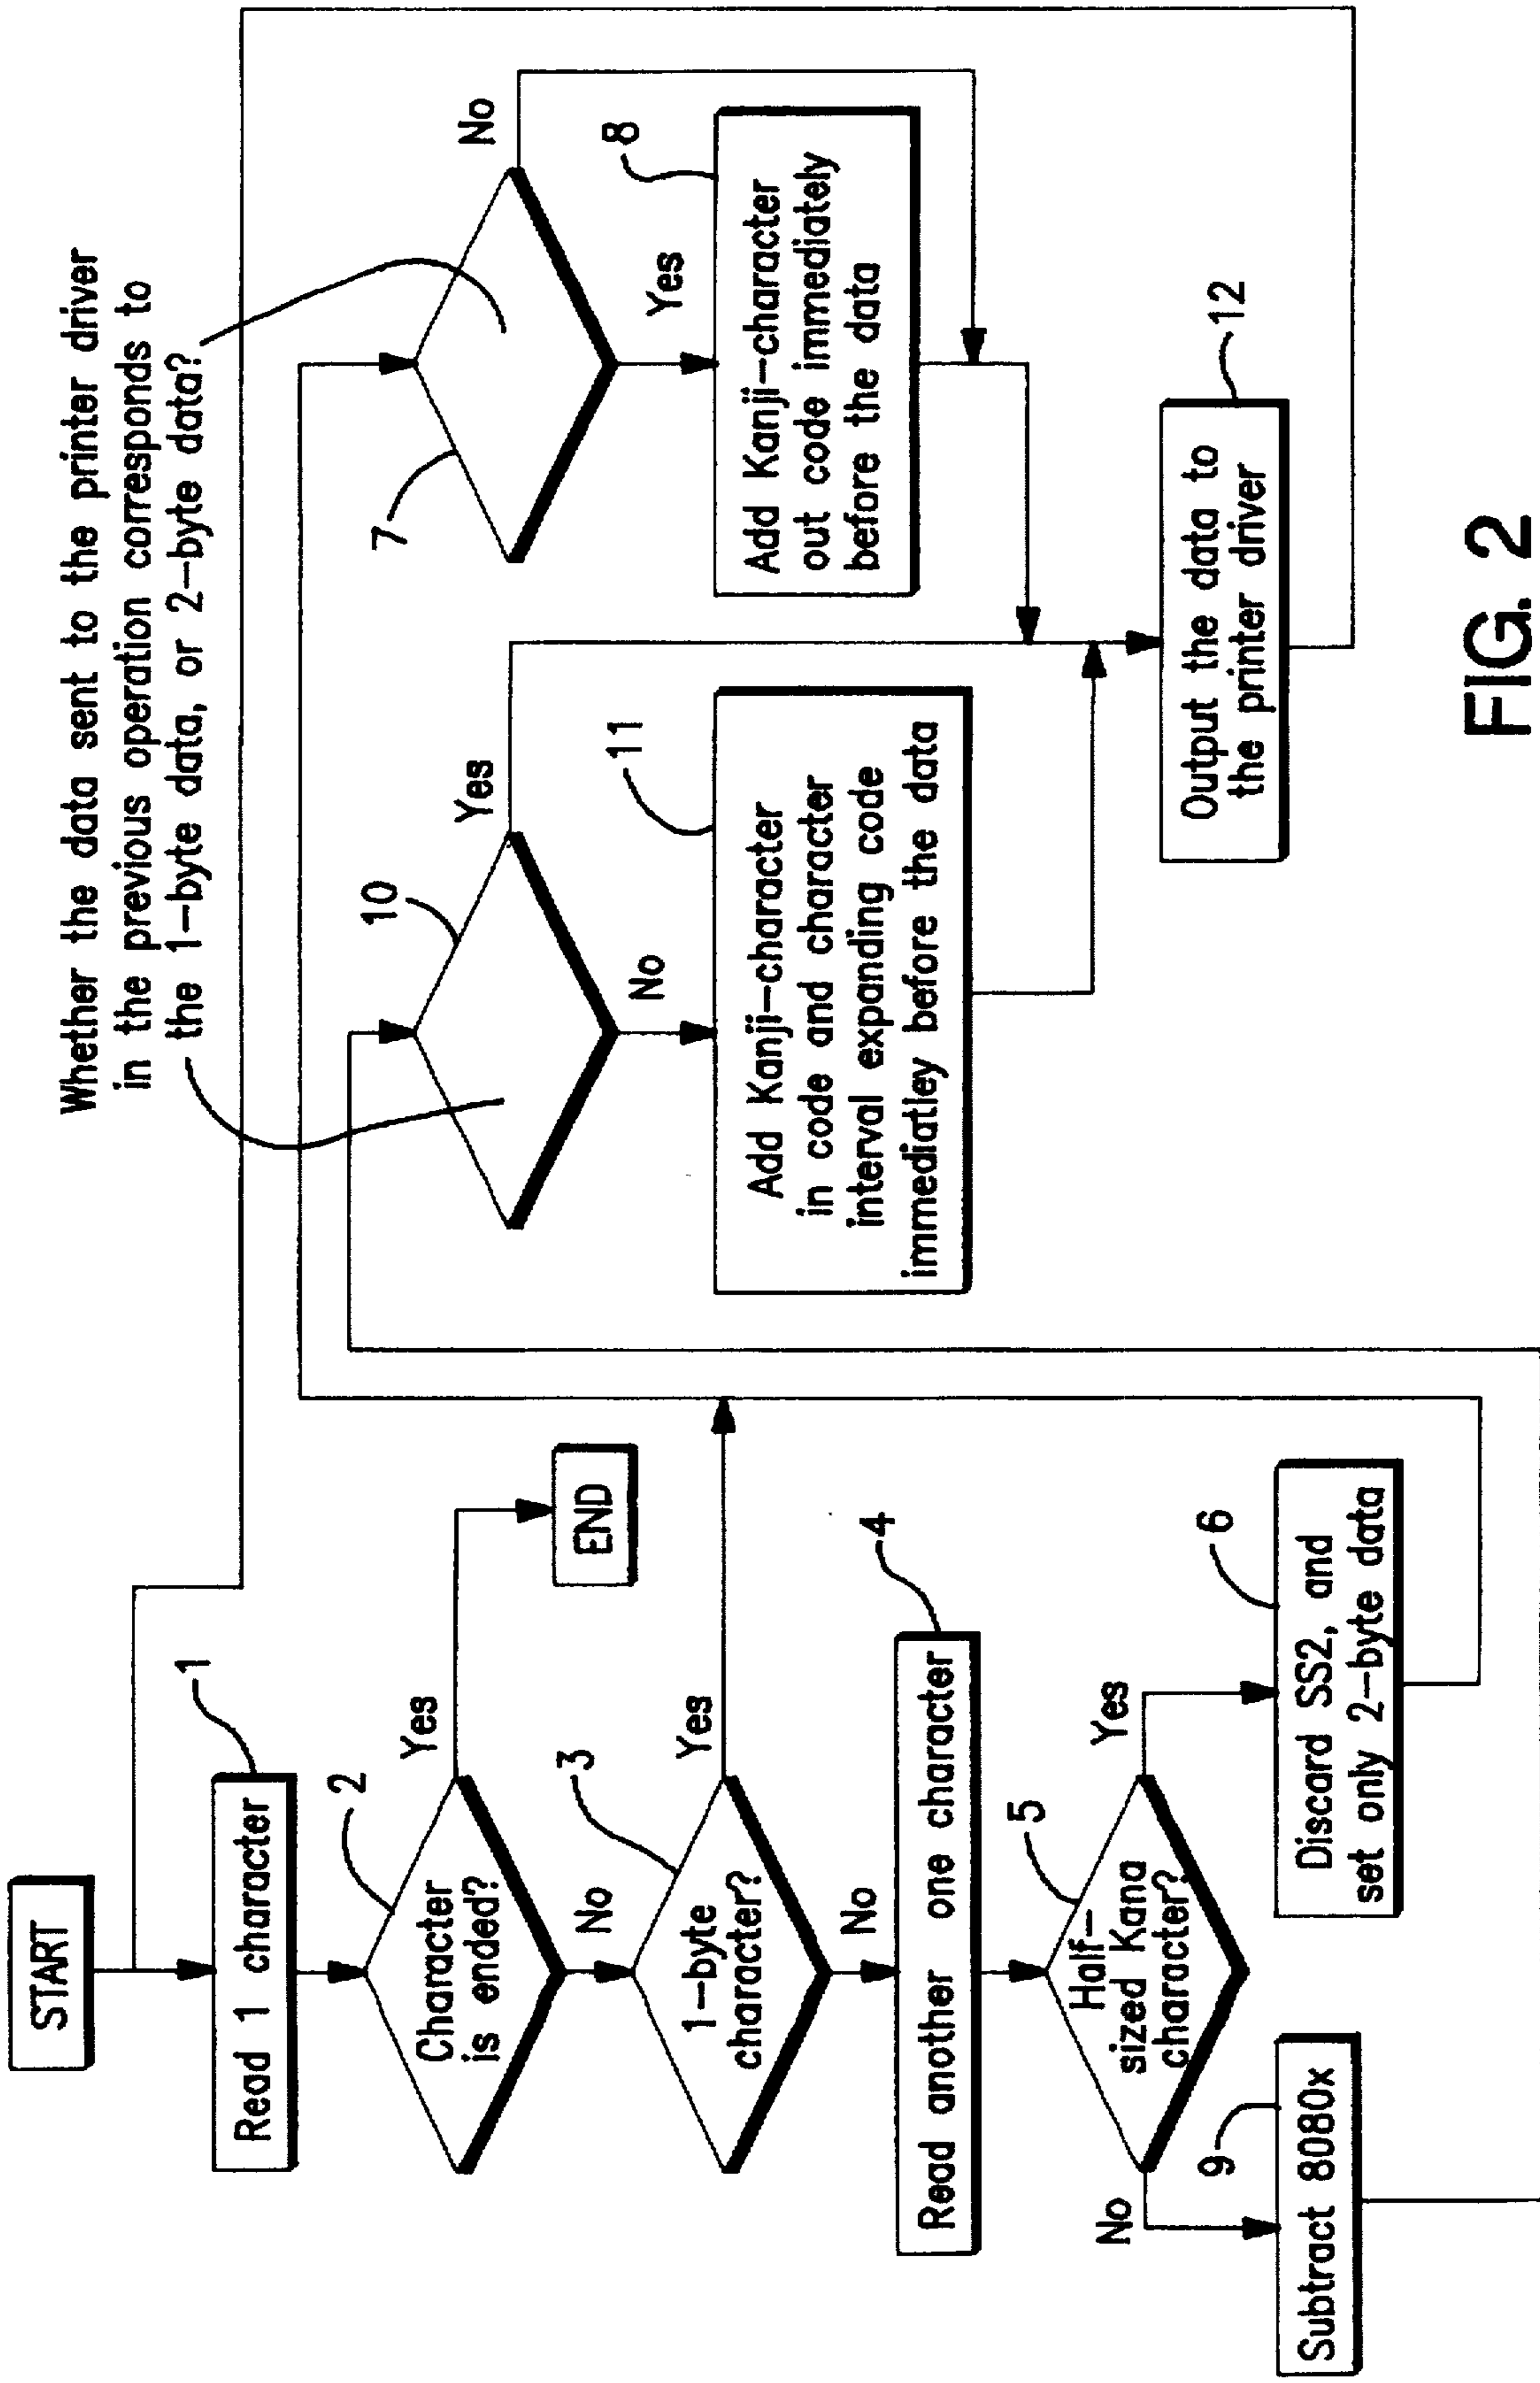 START
Read 1 character
1
Character
is ended?
2
Yes
No
END
1-byte
character?
3
Yes
No
Read another one character
4
Half-
sized Kana
character?
5
Yes
No
Discard SS2, and
set only 2-byte data
6
Subtract 8080x
9
Whether the data sent to the printer driver
in the previous operation corresponds to
the 1-byte data, or 2-byte data?
10
Yes
No
Add Kanji-character
in code and character
interval expanding code
immediatley before the data
11
7
No
Yes
Add Kanji-character
out code immediately
before the data
8
Output the data to
the printer driver
12
FIG. 2